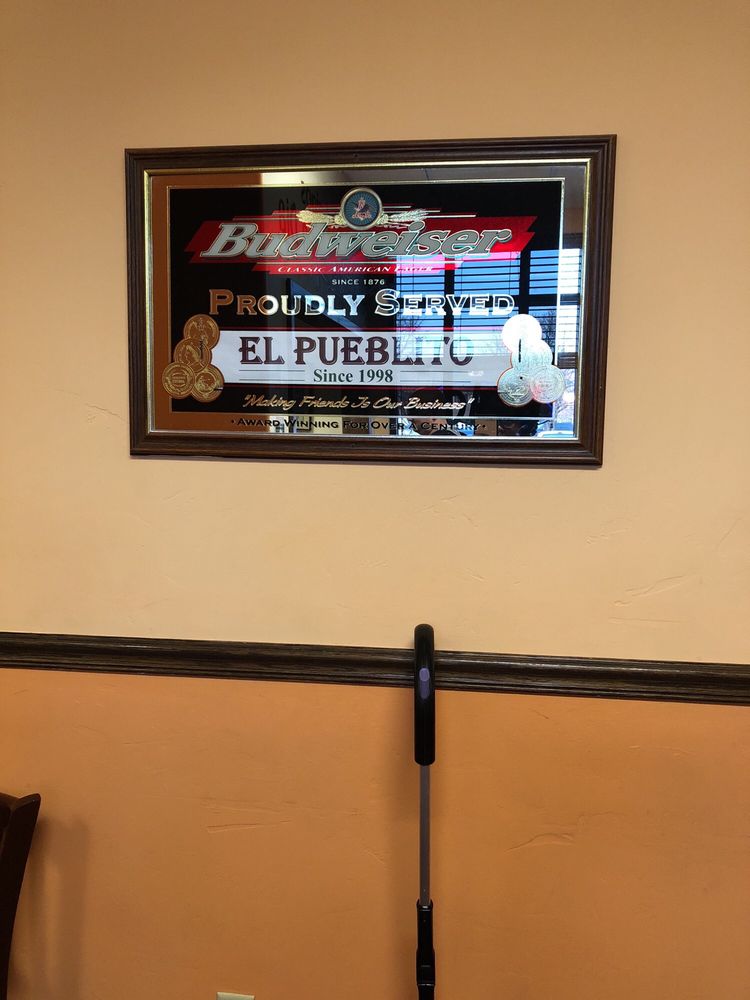 Budweiser
CLASSIC AMERICAN LAGER
SINCE 1876
PROUDLY SERVED
EL PUEBLITO
Since 1998
"Making Friends Is Our Business"
• AWARD WINNING FOR OVER A CENTURY •